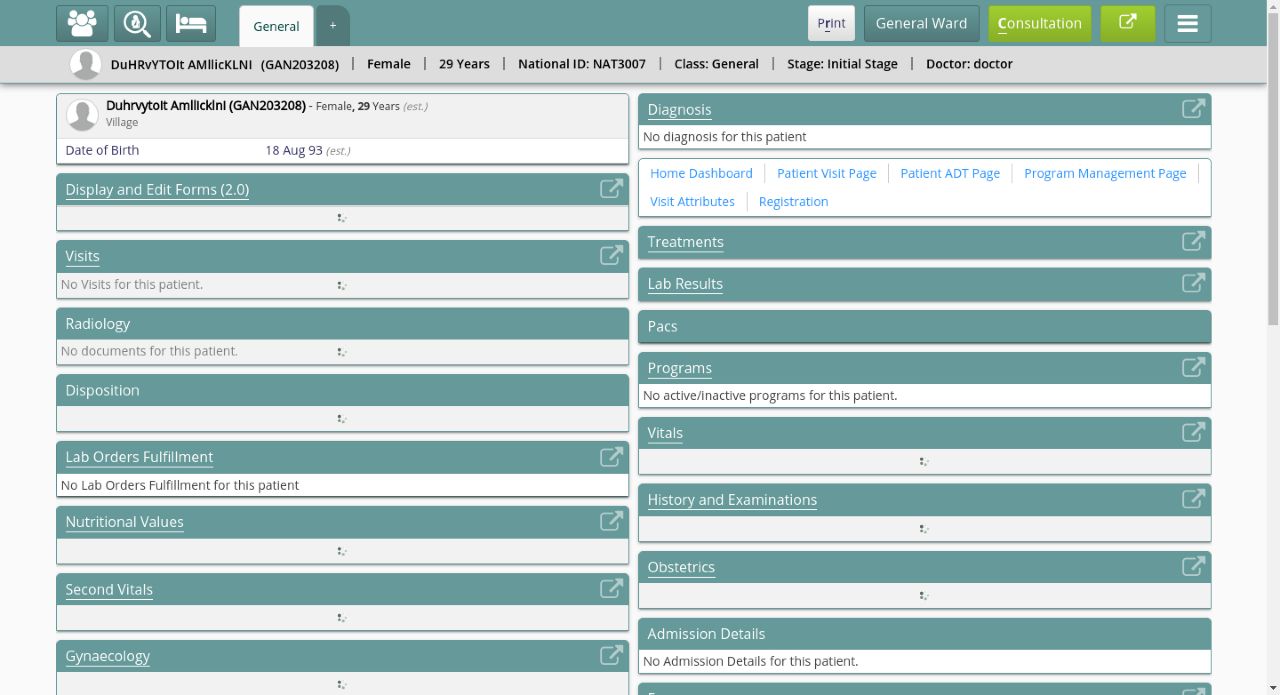 General
+
Print
General Ward
Consultation
DuHRvYTOIt AMIlicKLNI (GAN203208) | Female | 29 Years | National ID: NAT3007 | Class: General | Stage: Initial Stage | Doctor: doctor
Duhrvytoit Amllicklni (GAN203208) - Female, 29 Years (est.)
Village
Date of Birth 18 Aug 93 (est.)
Display and Edit Forms (2.0)
Visits
No Visits for this patient.
Radiology
No documents for this patient.
Disposition
Lab Orders Fulfillment
No Lab Orders Fulfillment for this patient
Nutritional Values
Second Vitals
Gynaecology
Diagnosis
No diagnosis for this patient
Home Dashboard | Patient Visit Page | Patient ADT Page | Program Management Page |
Visit Attributes | Registration
Treatments
Lab Results
Pacs
Programs
No active/inactive programs for this patient.
Vitals
History and Examinations
Obstetrics
Admission Details
No Admission Details for this patient.